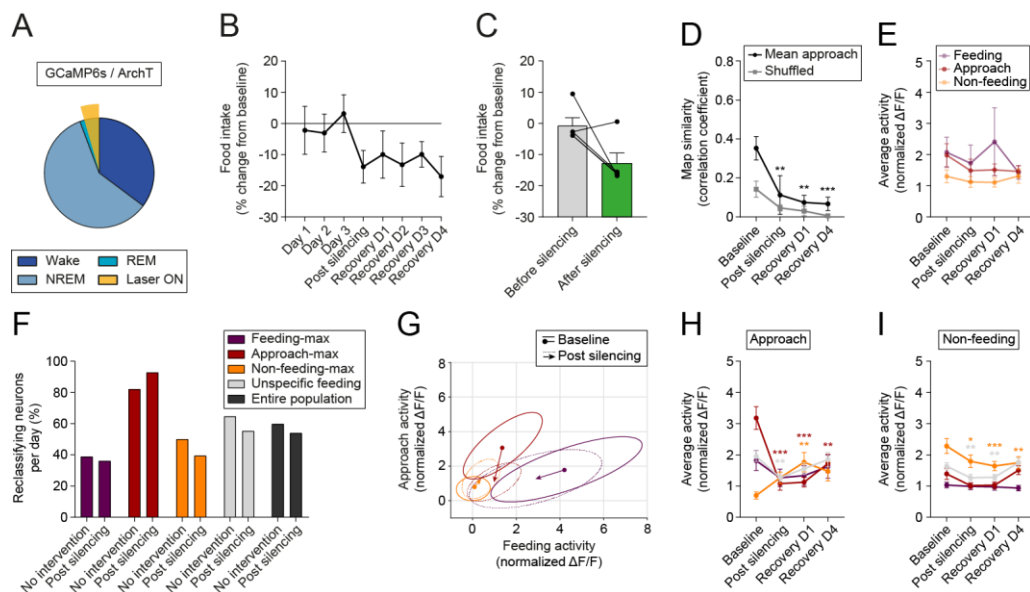 A
GCaMP6s / ArchT
Wake
REM
NREM
Laser ON
B
Food intake
(% change from baseline)
30
20
10
0
-10
-20
-30
Day 1
Day 2
Day 3
Post silencing
Recovery D1
Recovery D2
Recovery D3
Recovery D4
C
Food intake
(% change from baseline)
30
20
10
0
-10
-20
-30
Before silencing
After silencing
D
Mean approach
Shuffled
Map similarity
(correlation coefficient)
0.8
0.6
0.4
0.2
0
**
**
***
Baseline
Post silencing
Recovery D1
Recovery D4
E
Feeding
Approach
Non-feeding
Average activity
(normalized ΔF/F)
5
4
3
2
1
0
Baseline
Post silencing
Recovery D1
Recovery D4
F
Feeding-max
Approach-max
Non-feeding-max
Unspecific feeding
Entire population
Reclassifying neurons
per day (%)
100
80
60
40
20
0
No intervention
Post silencing
No intervention
Post silencing
No intervention
Post silencing
No intervention
Post silencing
No intervention
Post silencing
G
Baseline
Post silencing
Approach activity
(normalized ΔF/F)
8
6
4
2
0
0
2
4
6
8
Feeding activity
(normalized ΔF/F)
H
Approach
Average activity
(normalized ΔF/F)
5
4
3
2
1
0
***
**
***
**
**
Baseline
Post silencing
Recovery D1
Recovery D4
I
Non-feeding
Average activity
(normalized ΔF/F)
5
4
3
2
1
0
*
**
***
**
**
Baseline
Post silencing
Recovery D1
Recovery D4